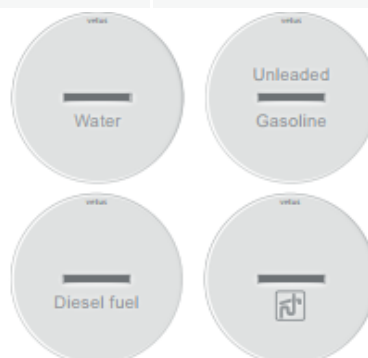 vetus
vetus
Water
Unleaded
Gasoline
vetus
vetus
Diesel fuel